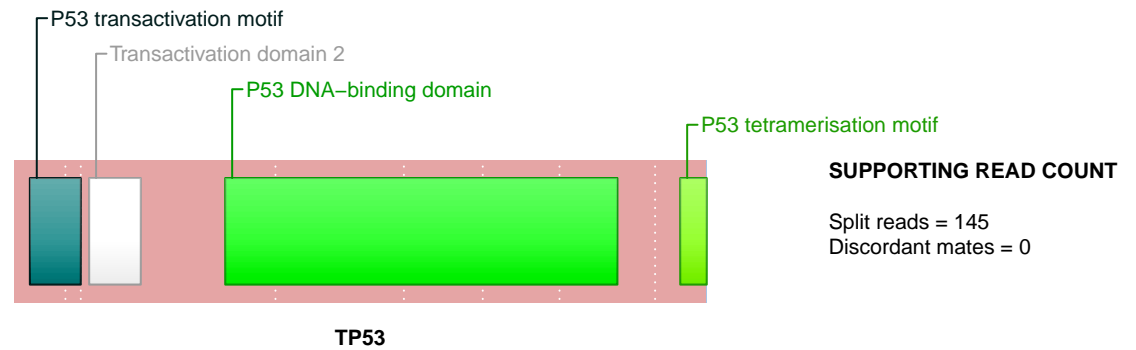 P53 transactivation motif
Transactivation domain 2
P53 DNA−binding domain
P53 tetramerisation motif
SUPPORTING READ COUNT
Split reads = 145
Discordant mates = 0
TP53